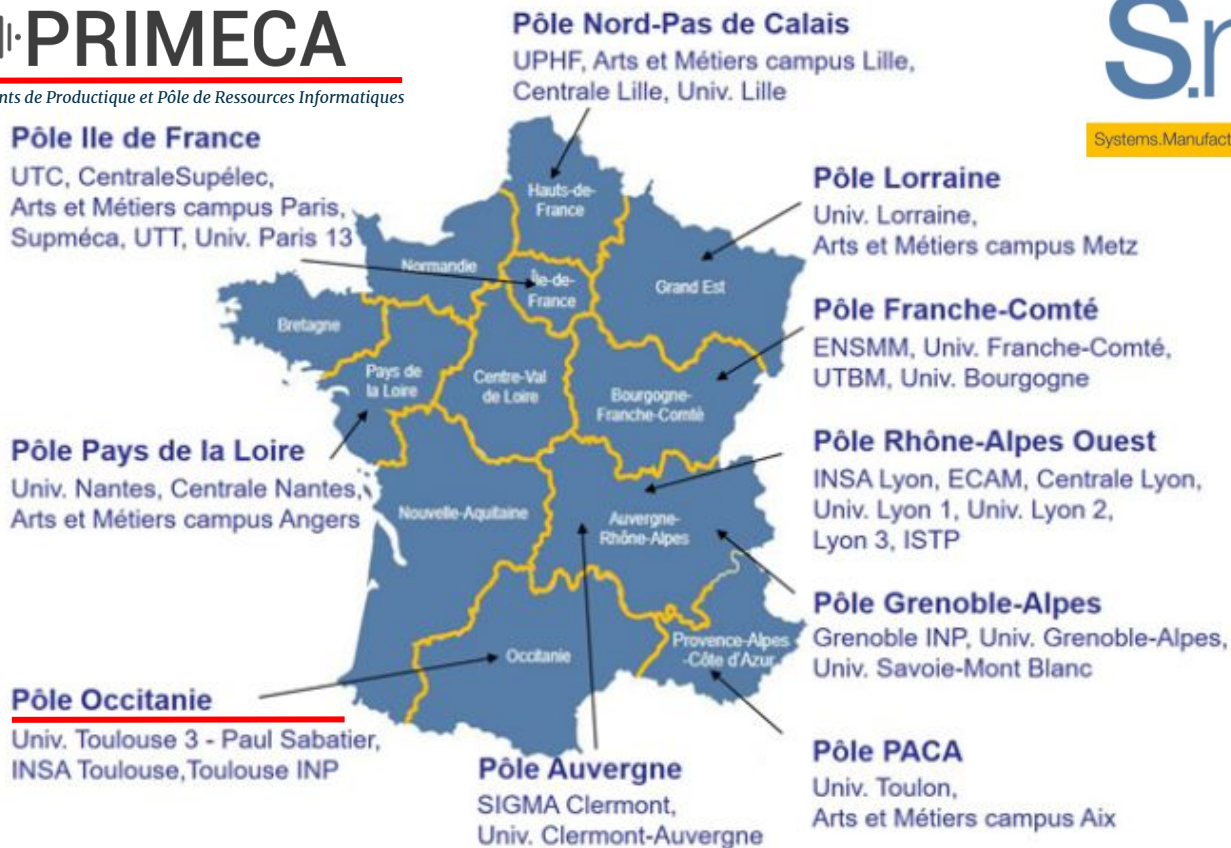 PRIMECA
nts de Productique et Pôle de Ressources Informatiques
S.m
Systems.Manufact
Pôle Nord-Pas de Calais
UPHF, Arts et Métiers campus Lille,
Centrale Lille, Univ. Lille
Pôle Ile de France
UTC, CentraleSupélec,
Arts et Métiers campus Paris,
Supméca, UTT, Univ. Paris 13
Pôle Lorraine
Univ. Lorraine,
Arts et Métiers campus Metz
Pôle Franche-Comté
ENSMM, Univ. Franche-Comté,
UTBM, Univ. Bourgogne
Pôle Pays de la Loire
Univ. Nantes, Centrale Nantes,
Arts et Métiers campus Angers
Pôle Rhône-Alpes Ouest
INSA Lyon, ECAM, Centrale Lyon,
Univ. Lyon 1, Univ. Lyon 2,
Lyon 3, ISTP
Pôle Grenoble-Alpes
Grenoble INP, Univ. Grenoble-Alpes,
Univ. Savoie-Mont Blanc
Pôle Occitanie
Univ. Toulouse 3 - Paul Sabatier,
INSA Toulouse, Toulouse INP
Pôle Auvergne
SIGMA Clermont,
Univ. Clermont-Auvergne
Pôle PACA
Univ. Toulon,
Arts et Métiers campus Aix
Hauts-de-
France
Normandie
Île-de-
France
Grand Est
Bretagne
Pays de
la Loire
Centre-Val
de Loire
Bourgogne-
Franche-Comté
Nouvelle-Aquitaine
Auvergne-
Rhône-Alpes
Occitanie
Provence-Alpes
-Côte d'Azur